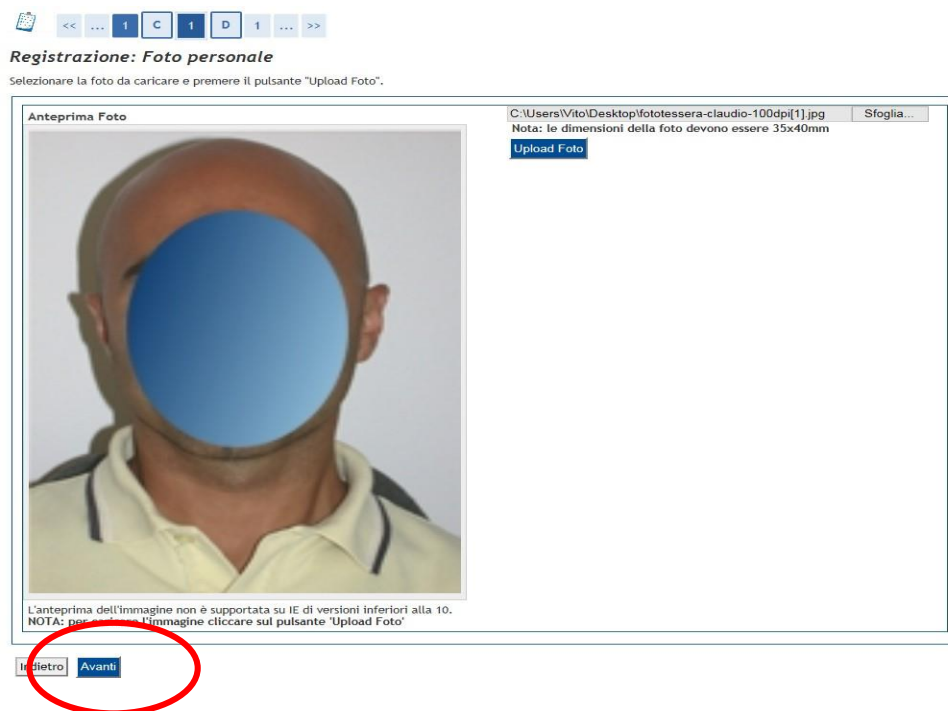 << ... 1 C 1 D 1 ... >>
Registrazione: Foto personale
Selezionare la foto da caricare e premere il pulsante "Upload Foto".
Anteprima Foto
C:\Users\Vito\Desktop\fototessera-claudio-100dpi[1].jpg Sfoglia...
Nota: le dimensioni della foto devono essere 35x40mm
Upload Foto
L'anteprima dell'immagine non è supportata su IE di versioni inferiori alla 10.
NOTA: per caricare l'immagine cliccare sul pulsante 'Upload Foto'
Indietro Avanti